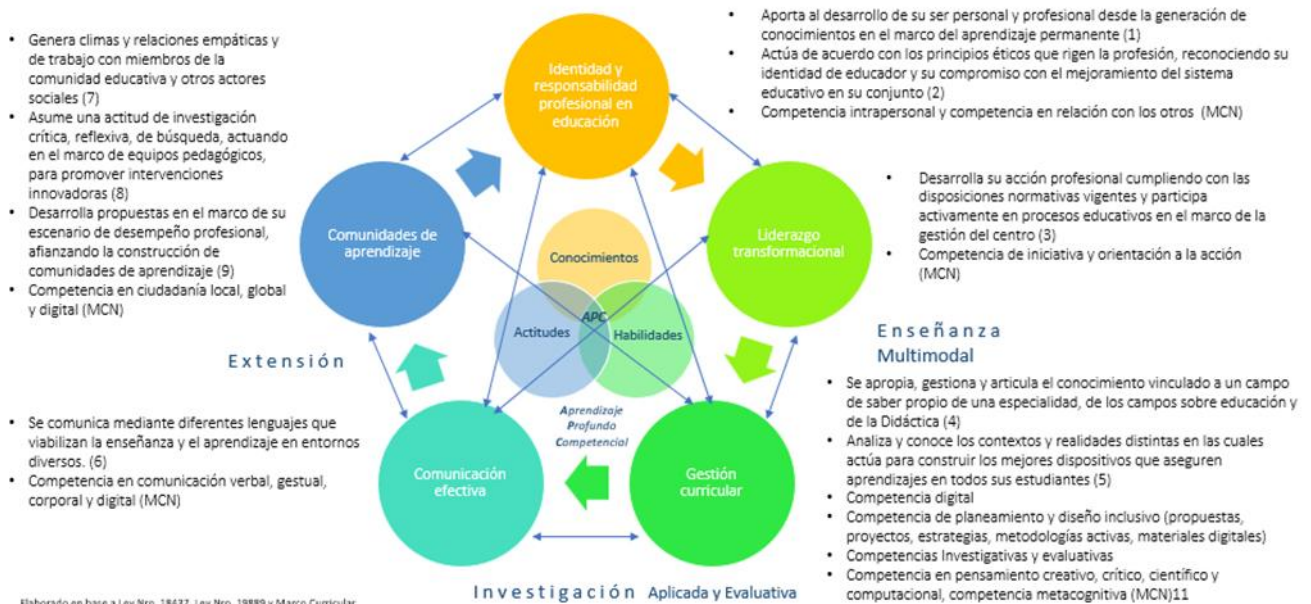 • Genera climas y relaciones empáticas y
de trabajo con miembros de la
comunidad educativa y otros actores
sociales (7)
• Asume una actitud de investigación
crítica, reflexiva, de búsqueda, actuando
en el marco de equipos pedagógicos,
para promover intervenciones
innovadoras (8)
• Desarrolla propuestas en el marco de su
escenario de desempeño profesional,
afianzando la construcción de
comunidades de aprendizaje (9)
• Competencia en ciudadanía local, global
y digital (MCN)
Extensión
• Se comunica mediante diferentes lenguajes que
viabilizan la enseñanza y el aprendizaje en entornos
diversos. (6)
• Competencia en comunicación verbal, gestual,
corporal y digital (MCN)
Elaborado en base a Ley Nro. 18437, Ley Nro. 19889 y Marco Curricular
Identidad y
responsabilidad
profesional en
educación
Comunidades de
aprendizaje
Liderazgo
transformacional
Conocimientos
APC
Actitudes
Habilidades
Aprendizaje
Profundo
Competencial
Comunicación
efectiva
Gestión
curricular
Investigación Aplicada y Evaluativa
• Aporta al desarrollo de su ser personal y profesional desde la generación de
conocimientos en el marco del aprendizaje permanente (1)
• Actúa de acuerdo con los principios éticos que rigen la profesión, reconociendo su
identidad de educador y su compromiso con el mejoramiento del sistema
educativo en su conjunto (2)
• Competencia intrapersonal y competencia en relación con los otros (MCN)
• Desarrolla su acción profesional cumpliendo con las
disposiciones normativas vigentes y participa
activamente en procesos educativos en el marco de la
gestión del centro (3)
• Competencia de iniciativa y orientación a la acción
(MCN)
Enseñanza
Multimodal
• Se apropia, gestiona y articula el conocimiento vinculado a un campo
de saber propio de una especialidad, de los campos sobre educación y
de la Didáctica (4)
• Analiza y conoce los contextos y realidades distintas en las cuales
actúa para construir los mejores dispositivos que aseguren
aprendizajes en todos sus estudiantes (5)
• Competencia digital
• Competencia de planeamiento y diseño inclusivo (propuestas,
proyectos, estrategias, metodologías activas, materiales digitales)
• Competencias Investigativas y evaluativas
• Competencia en pensamiento creativo, crítico, científico y
computacional, competencia metacognitiva (MCN)11